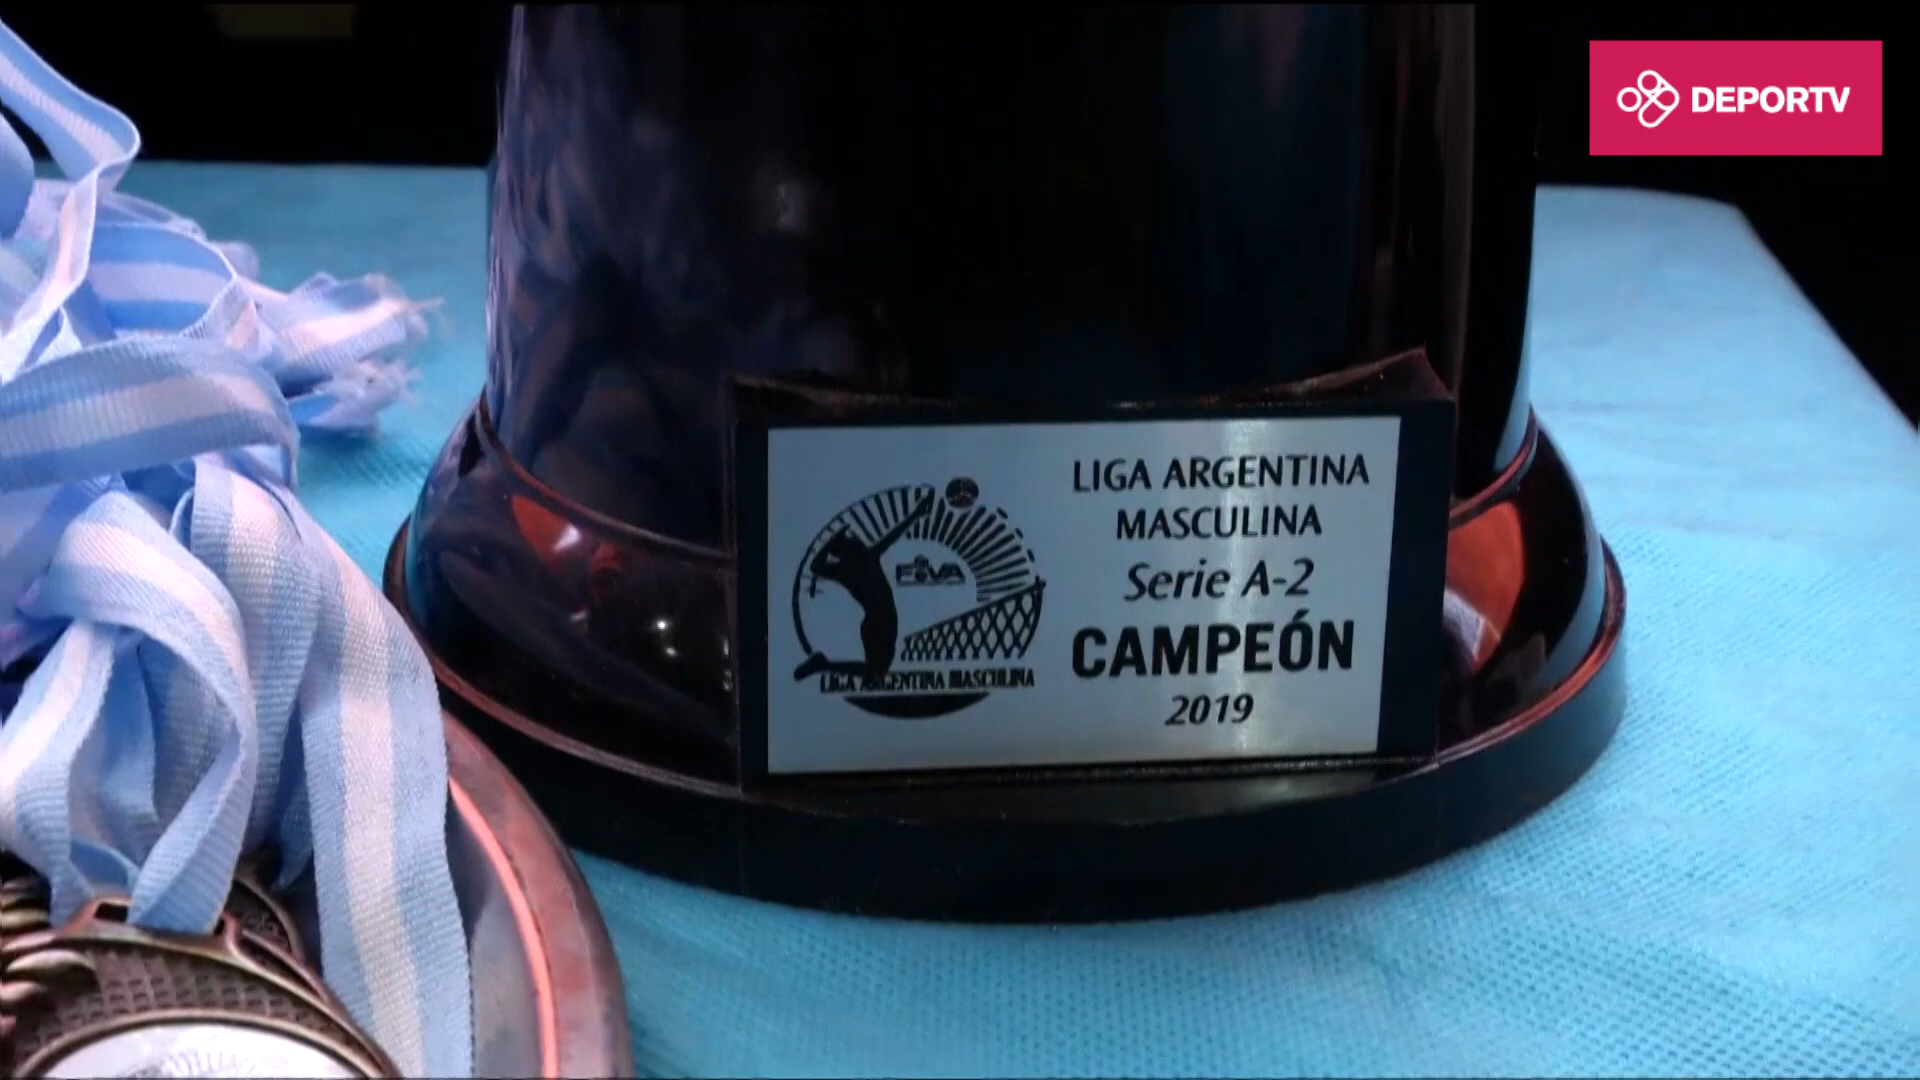 DEPORTV
LIGA ARGENTINA
MASCULINA
Serie A-2
CAMPEÓN
2019
FeVA
LIGA ARGENTINA MASCULINA